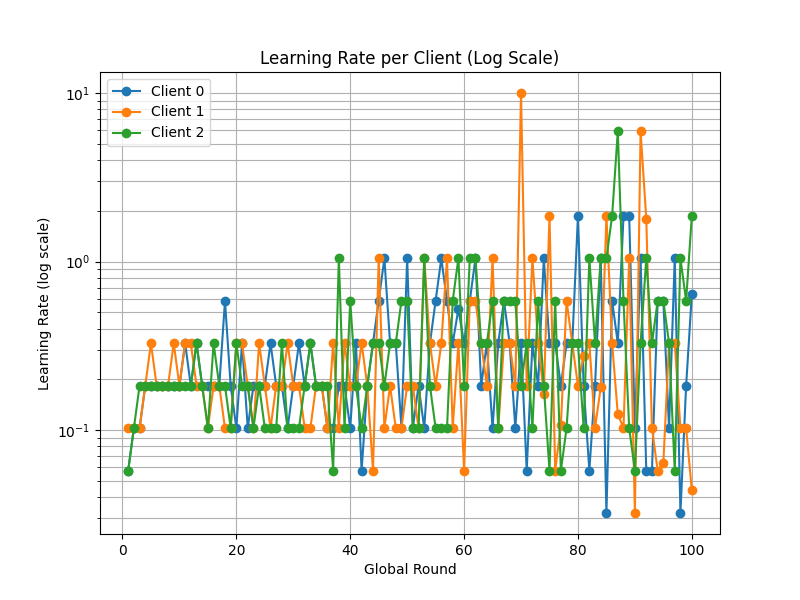 Learning Rate per Client (Log Scale)
Client 0
Client 1
Client 2
Learning Rate (log scale)
10¹
10⁰
10⁻¹
0 20 40 60 80 100
Global Round